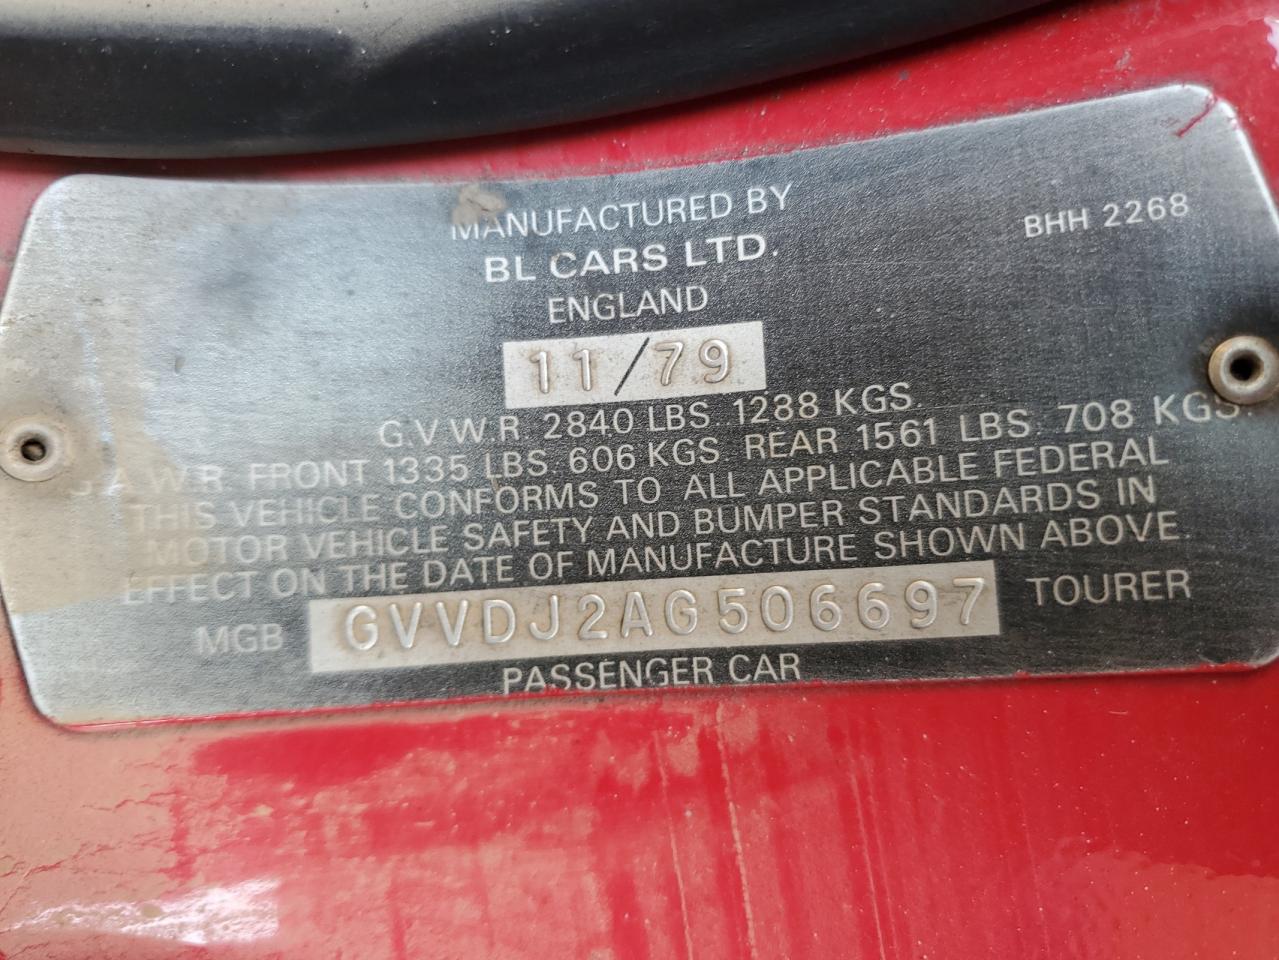 MANUFACTURED BY
BHH 2268
BL CARS LTD.
ENGLAND
11/79
G.V.W.R. 2840 LBS. 1288 KGS.
G.A.W.R. FRONT 1335 LBS. 606 KGS. REAR 1561 LBS. 708 KGS.
THIS VEHICLE CONFORMS TO ALL APPLICABLE FEDERAL
MOTOR VEHICLE SAFETY AND BUMPER STANDARDS IN
EFFECT ON THE DATE OF MANUFACTURE SHOWN ABOVE.
MGB GVVDJ2AG506697 TOURER
PASSENGER CAR